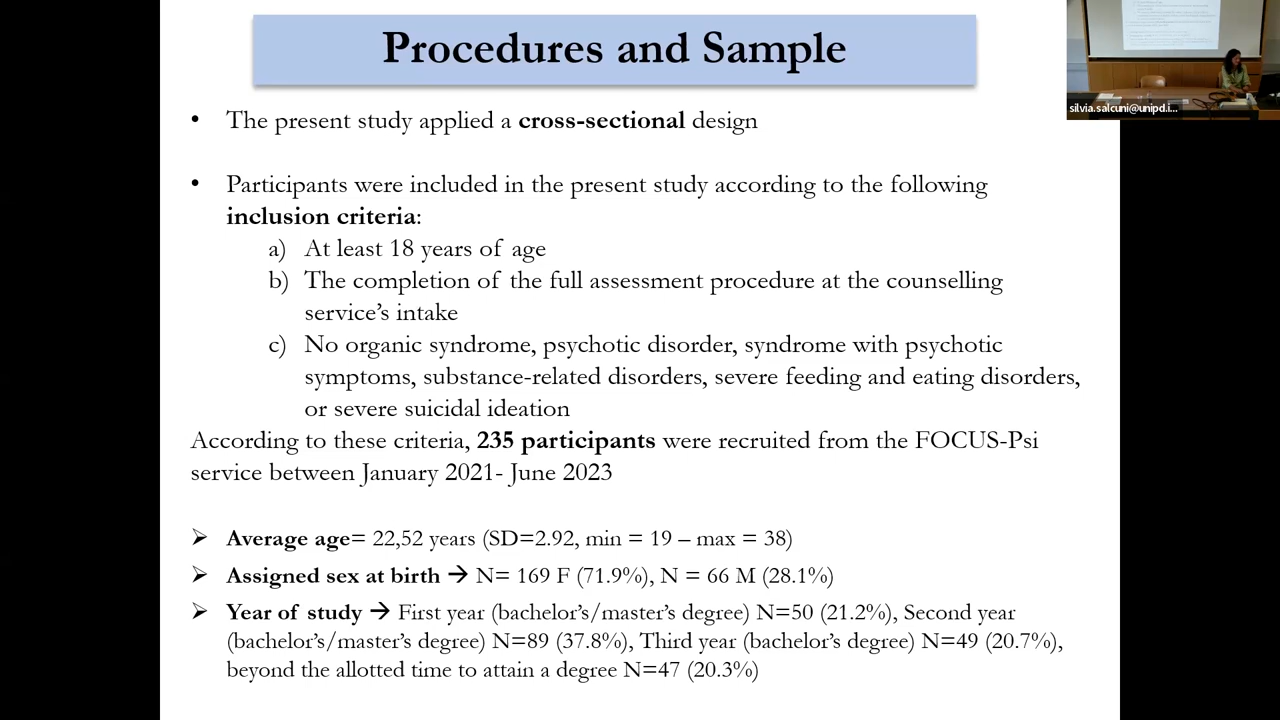 Procedures and Sample
silvia.salcuni@unipd.i...
• The present study applied a cross-sectional design
• Participants were included in the present study according to the following
inclusion criteria:
a) At least 18 years of age
b) The completion of the full assessment procedure at the counselling
service's intake
c) No organic syndrome, psychotic disorder, syndrome with psychotic
symptoms, substance-related disorders, severe feeding and eating disorders,
or severe suicidal ideation
According to these criteria, 235 participants were recruited from the FOCUS-Psi
service between January 2021- June 2023
➢ Average age= 22,52 years (SD=2.92, min = 19 – max = 38)
➢ Assigned sex at birth → N= 169 F (71.9%), N = 66 M (28.1%)
➢ Year of study → First year (bachelor's/master's degree) N=50 (21.2%), Second year
(bachelor's/master's degree) N=89 (37.8%), Third year (bachelor's degree) N=49 (20.7%),
beyond the allotted time to attain a degree N=47 (20.3%)